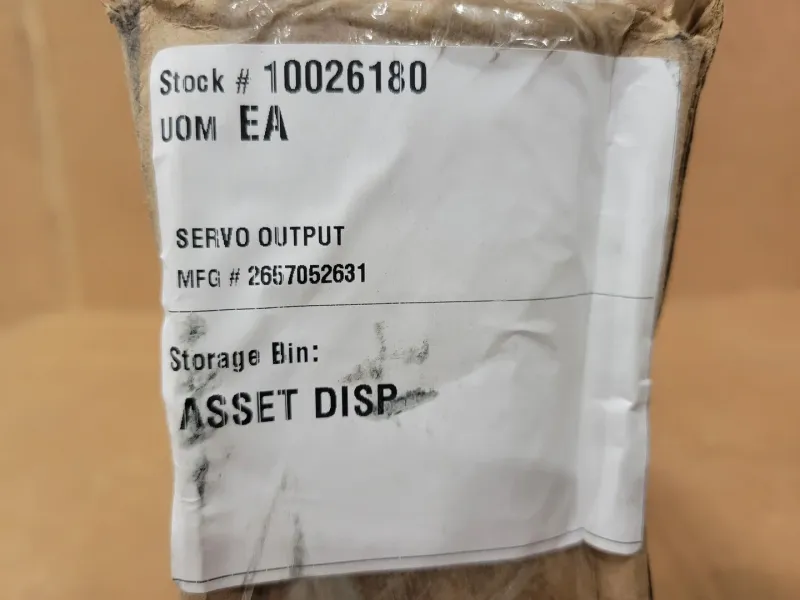 Stock # 10026180
UOM EA
SERVO OUTPUT
MFG # 2657052631
Storage Bin:
ASSET DISP